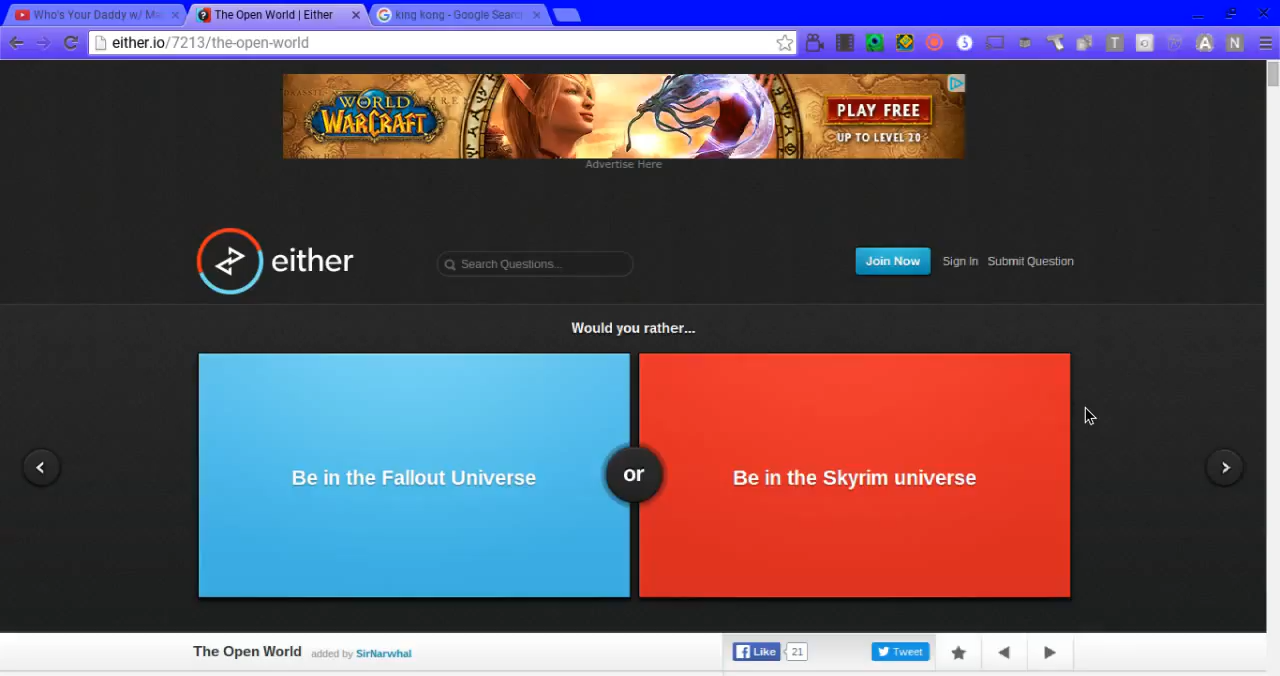 Who's Your Daddy w/ Ma
The Open World | Either
king kong - Google Searc
either.io/7213/the-open-world
WORLD
WARCRAFT
PLAY FREE
UP TO LEVEL 20
Advertise Here
either
Search Questions...
Join Now
Sign In
Submit Question
Would you rather...
Be in the Fallout Universe
or
Be in the Skyrim universe
The Open World added by SirNarwhal
Like
21
Tweet